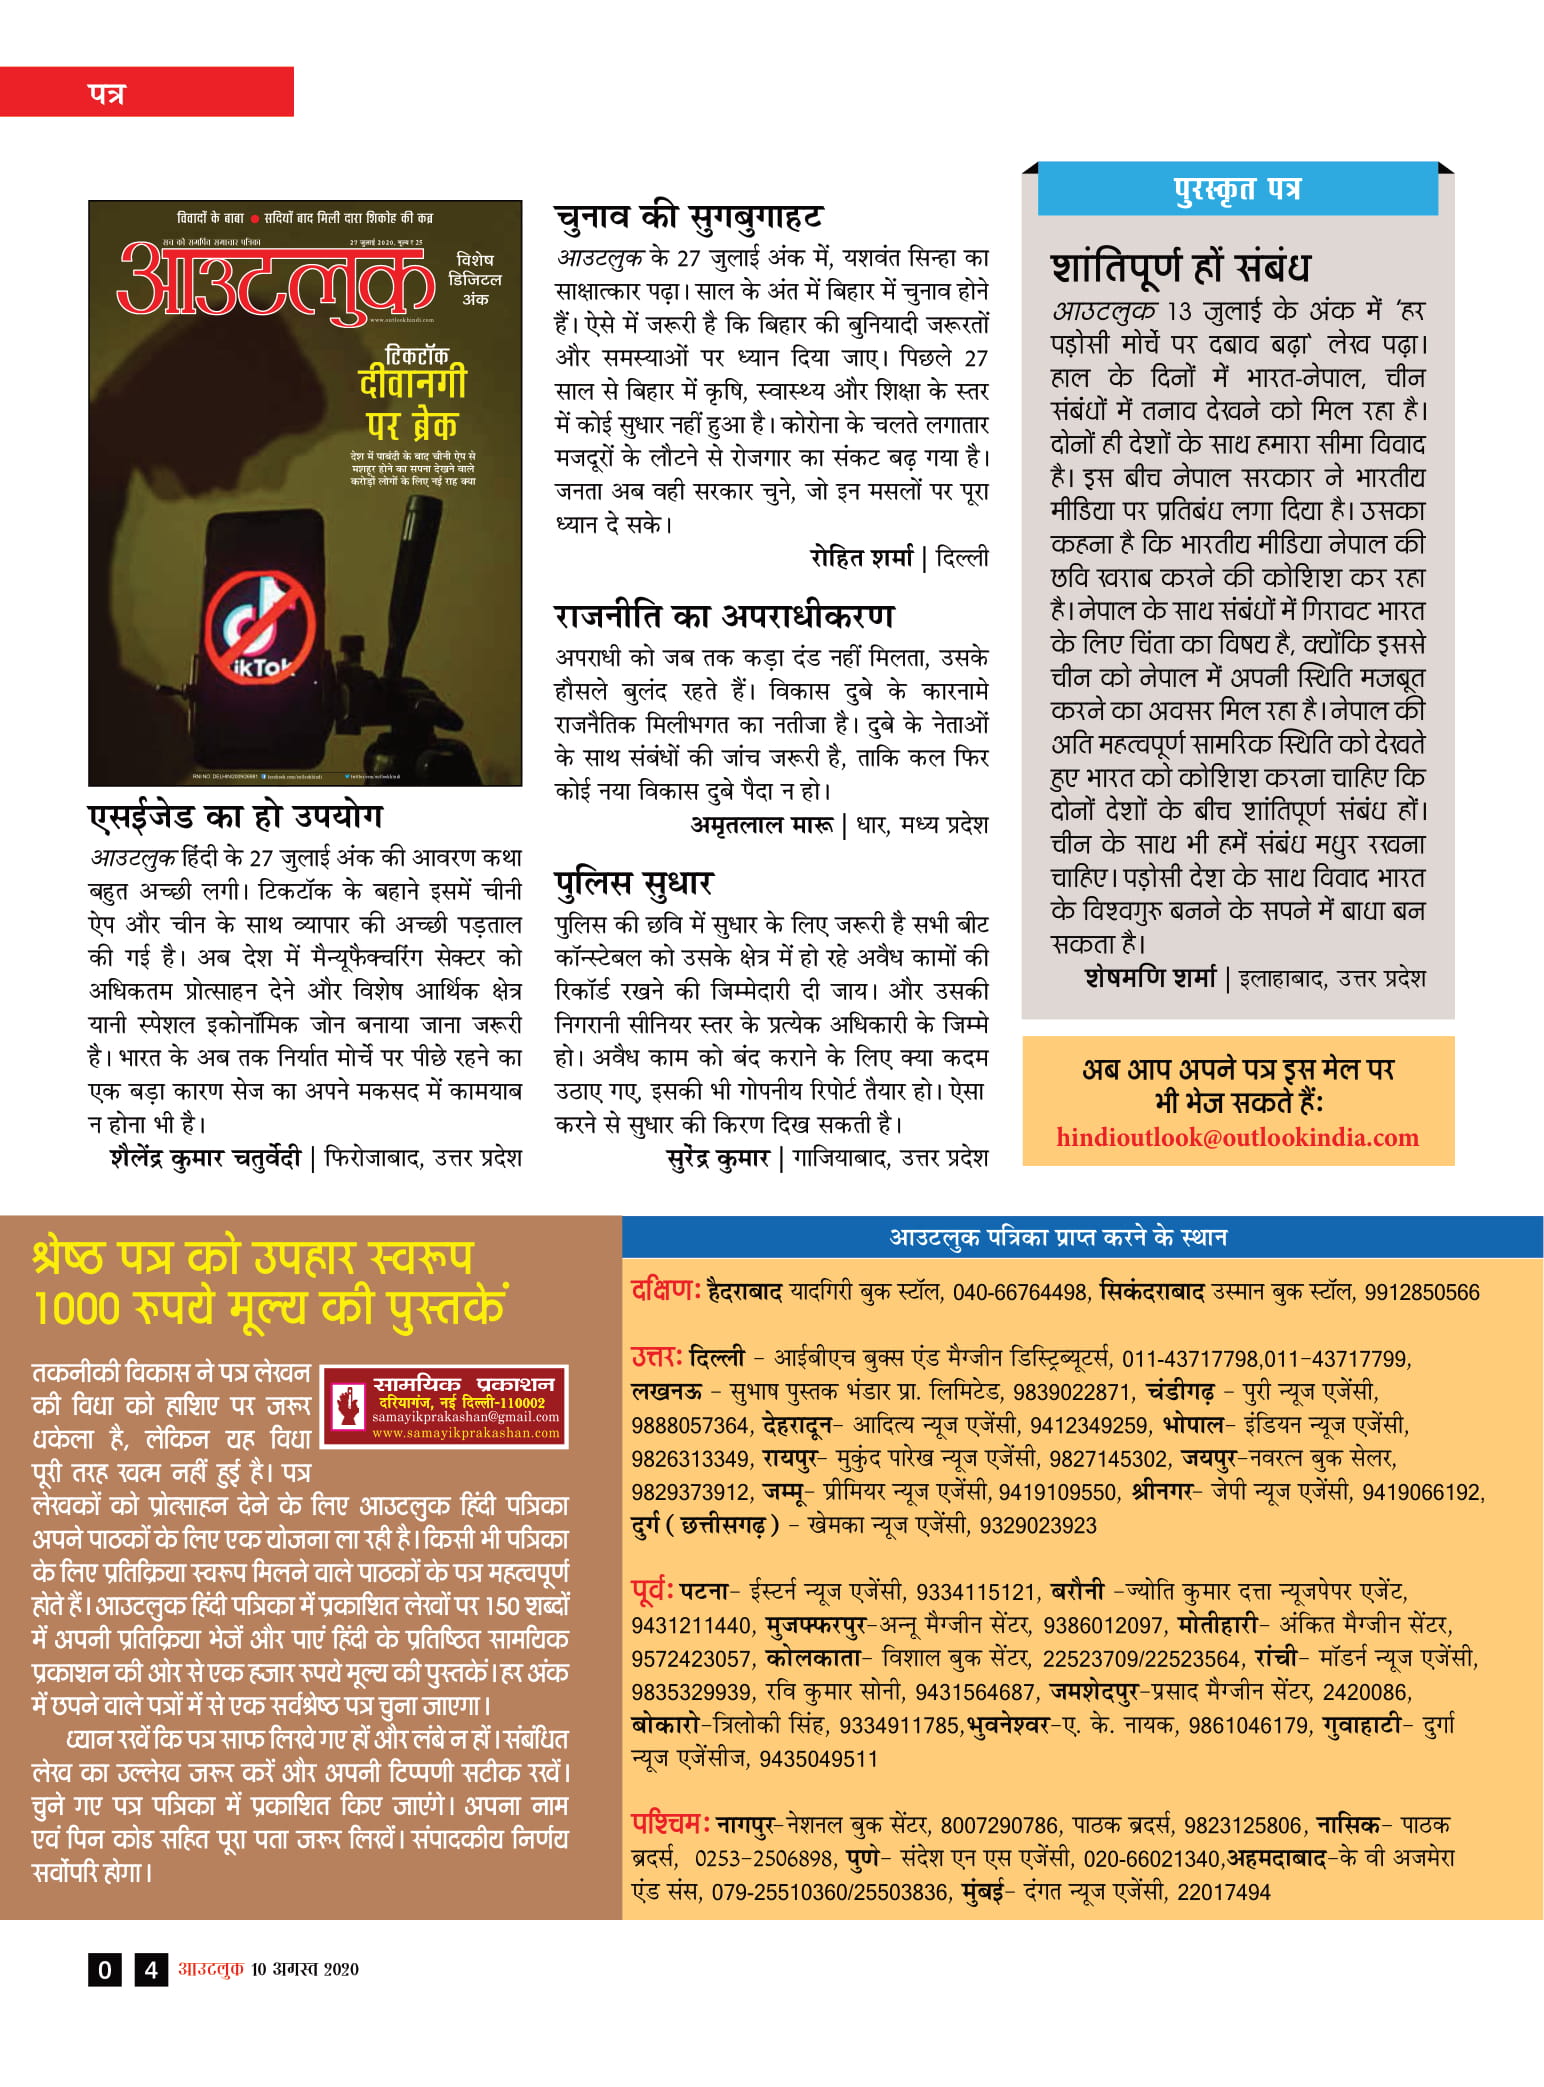 पत्र
विवादों के बाबा ● सदियों बाद मिली दारा शिकोह की कब्र
सच को समर्पित समाचार पत्रिका
27 जुलाई 2020, मूल्य ₹ 25
आउटलुक
www.outlookhindi.com
विशेष
डिजिटल
अंक
टिकटॉक
दीवानगी
पर ब्रेक
देश में पाबंदी के बाद चीनी ऐप से
मशहूर होने का सपना देखने वाले
करोड़ों लोगों के लिए नई राह क्या
ikTok
facebook.com/outlookhindi
twitter.com/outlookhindi
एसईजेड का हो उपयोग
आउटलुक हिंदी के 27 जुलाई अंक की आवरण कथा
बहुत अच्छी लगी। टिकटॉक के बहाने इसमें चीनी
ऐप और चीन के साथ व्यापार की अच्छी पड़ताल
की गई है। अब देश में मैन्यूफैक्चरिंग सेक्टर को
अधिकतम प्रोत्साहन देने और विशेष आर्थिक क्षेत्र
यानी स्पेशल इकोनॉमिक जोन बनाया जाना जरूरी
है। भारत के अब तक निर्यात मोर्चे पर पीछे रहने का
एक बड़ा कारण सेज का अपने मकसद में कामयाब
न होना भी है।
शैलेंद्र कुमार चतुर्वेदी | फिरोजाबाद, उत्तर प्रदेश
चुनाव की सुगबुगाहट
आउटलुक के 27 जुलाई अंक में, यशवंत सिन्हा का
साक्षात्कार पढ़ा। साल के अंत में बिहार में चुनाव होने
हैं। ऐसे में जरूरी है कि बिहार की बुनियादी जरूरतों
और समस्याओं पर ध्यान दिया जाए। पिछले 27
साल से बिहार में कृषि, स्वास्थ्य और शिक्षा के स्तर
में कोई सुधार नहीं हुआ है। कोरोना के चलते लगातार
मजदूरों के लौटने से रोजगार का संकट बढ़ गया है।
जनता अब वही सरकार चुने, जो इन मसलों पर पूरा
ध्यान दे सके।
रोहित शर्मा | दिल्ली
राजनीति का अपराधीकरण
अपराधी को जब तक कड़ा दंड नहीं मिलता, उसके
हौसले बुलंद रहते हैं। विकास दुबे के कारनामे
राजनैतिक मिलीभगत का नतीजा है। दुबे के नेताओं
के साथ संबंधों की जांच जरूरी है, ताकि कल फिर
कोई नया विकास दुबे पैदा न हो।
अमृतलाल मारू | धार, मध्य प्रदेश
पुलिस सुधार
पुलिस की छवि में सुधार के लिए जरूरी है सभी बीट
कॉन्स्टेबल को उसके क्षेत्र में हो रहे अवैध कामों की
रिकॉर्ड रखने की जिम्मेदारी दी जाय। और उसकी
निगरानी सीनियर स्तर के प्रत्येक अधिकारी के जिम्मे
हो। अवैध काम को बंद कराने के लिए क्या कदम
उठाए गए, इसकी भी गोपनीय रिपोर्ट तैयार हो। ऐसा
करने से सुधार की किरण दिख सकती है।
सुरेंद्र कुमार | गाजियाबाद, उत्तर प्रदेश
पुरस्कृत पत्र
शांतिपूर्ण हों संबंध
आउटलुक 13 जुलाई के अंक में ‘हर
पड़ोसी मोर्चे पर दबाव बढ़ा` लेख पढ़ा।
हाल के दिनों में भारत-नेपाल, चीन
संबंधों में तनाव देखने को मिल रहा है।
दोनों ही देशों के साथ हमारा सीमा विवाद
है। इस बीच नेपाल सरकार ने भारतीय
मीडिया पर प्रतिबंध लगा दिया है। उसका
कहना है कि भारतीय मीडिया नेपाल की
छवि खराब करने की कोशिश कर रहा
है। नेपाल के साथ संबंधों में गिरावट भारत
के लिए चिंता का विषय है, क्योंकि इससे
चीन को नेपाल में अपनी स्थिति मजबूत
करने का अवसर मिल रहा है। नेपाल की
अति महत्वपूर्ण सामरिक स्थिति को देखते
हुए भारत को कोशिश करना चाहिए कि
दोनों देशों के बीच शांतिपूर्ण संबंध हों।
चीन के साथ भी हमें संबंध मधुर रखना
चाहिए। पड़ोसी देश के साथ विवाद भारत
के विश्वगुरु बनने के सपने में बाधा बन
सकता है।
शेषमणि शर्मा | इलाहाबाद, उत्तर प्रदेश
अब आप अपने पत्र इस मेल पर
भी भेज सकते हैं:
hindioutlook@outlookindia.com
श्रेष्ठ पत्र को उपहार स्वरूप
1000 रुपये मूल्य की पुस्तकें
तकनीकी विकास ने पत्र लेखन
की विधा को हाशिए पर जरूर
धकेला है, लेकिन यह विधा
पूरी तरह खत्म नहीं हुई है। पत्र
लेखकों को प्रोत्साहन देने के लिए आउटलुक हिंदी पत्रिका
अपने पाठकों के लिए एक योजना ला रही है। किसी भी पत्रिका
के लिए प्रतिक्रिया स्वरूप मिलने वाले पाठकों के पत्र महत्वपूर्ण
होते हैं। आउटलुक हिंदी पत्रिका में प्रकाशित लेखों पर 150 शब्दों
में अपनी प्रतिक्रिया भेजें और पाएं हिंदी के प्रतिष्ठित सामयिक
प्रकाशन की ओर से एक हजार रुपये मूल्य की पुस्तकें। हर अंक
में छपने वाले पत्रों में से एक सर्वश्रेष्ठ पत्र चुना जाएगा।
ध्यान रखें कि पत्र साफ लिखे गए हों और लंबे न हों। संबंधित
लेख का उल्लेख जरूर करें और अपनी टिप्पणी सटीक रखें।
चुने गए पत्र पत्रिका में प्रकाशित किए जाएंगे। अपना नाम
एवं पिन कोड सहित पूरा पता जरूर लिखें। संपादकीय निर्णय
सर्वोपरि होगा।
सामयिक प्रकाशन
दरियागंज, नई दिल्ली-110002
samayikprakashan@gmail.com
www.samayikprakashan.com
आउटलुक पत्रिका प्राप्त करने के स्थान
दक्षिण: हैदराबाद यादगिरी बुक स्टॉल, 040-66764498, सिकंदराबाद उस्मान बुक स्टॉल, 9912850566
उत्तर: दिल्ली – आईबीएच बुक्स एंड मैग्जीन डिस्ट्रिब्यूटर्स, 011-43717798,011–43717799,
लखनऊ – सुभाष पुस्तक भंडार प्रा. लिमिटेड, 9839022871, चंडीगढ़ – पुरी न्यूज एजेंसी,
9888057364, देहरादून– आदित्य न्यूज एजेंसी, 9412349259, भोपाल– इंडियन न्यूज एजेंसी,
9826313349, रायपुर– मुकुंद पारेख न्यूज एजेंसी, 9827145302, जयपुर–नवरत्न बुक सेलर,
9829373912, जम्मू– प्रीमियर न्यूज एजेंसी, 9419109550, श्रीनगर– जेपी न्यूज एजेंसी, 9419066192,
दुर्ग ( छत्तीसगढ़ ) – खेमका न्यूज एजेंसी, 9329023923
पूर्व: पटना– ईस्टर्न न्यूज एजेंसी, 9334115121, बरौनी –ज्योति कुमार दत्ता न्यूजपेपर एजेंट,
9431211440, मुजफ्फरपुर–अन्नू मैग्जीन सेंटर, 9386012097, मोतीहारी– अंकित मैग्जीन सेंटर,
9572423057, कोलकाता– विशाल बुक सेंटर, 22523709/22523564, रांची– मॉडर्न न्यूज एजेंसी,
9835329939, रवि कुमार सोनी, 9431564687, जमशेदपुर–प्रसाद मैग्जीन सेंटर, 2420086,
बोकारो–त्रिलोकी सिंह, 9334911785,भुवनेश्वर–ए. के. नायक, 9861046179, गुवाहाटी– दुर्गा
न्यूज एजेंसीज, 9435049511
पश्चिम: नागपुर–नेशनल बुक सेंटर, 8007290786, पाठक ब्रदर्स, 9823125806, नासिक– पाठक
ब्रदर्स, 0253–2506898, पुणे– संदेश एन एस एजेंसी, 020-66021340,अहमदाबाद–के वी अजमेरा
एंड संस, 079-25510360/25503836, मुंबई– दंगत न्यूज एजेंसी, 22017494
0 4 आउटलुक 10 अगस्त 2020